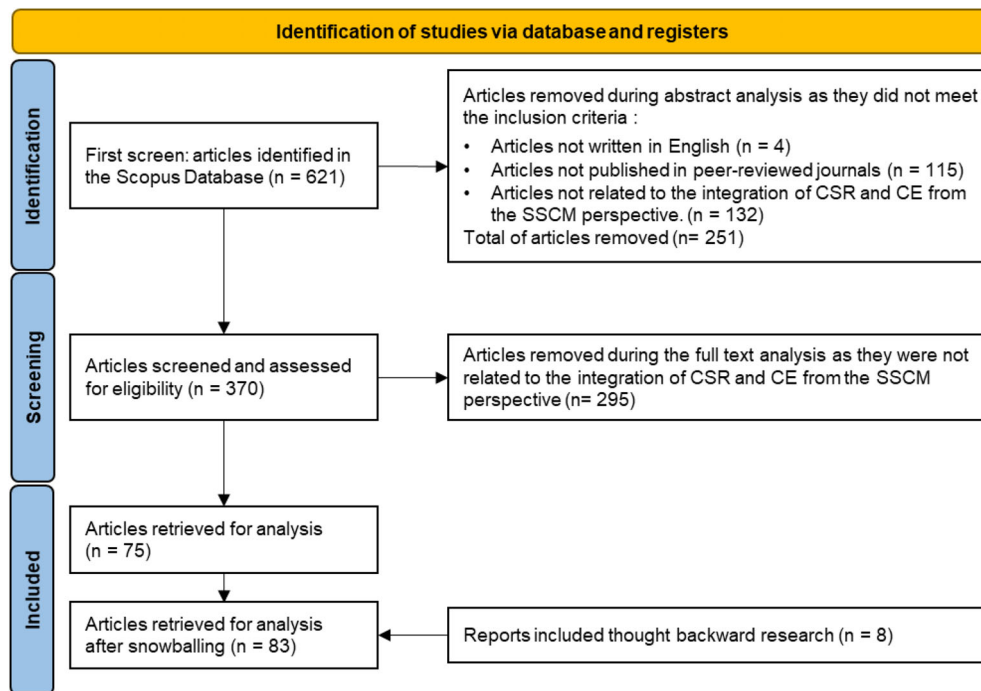 Identification of studies via database and registers
Identification
First screen: articles identified in
the Scopus Database (n = 621)
Articles removed during abstract analysis as they did not meet
the inclusion criteria :
• Articles not written in English (n = 4)
• Articles not published in peer-reviewed journals (n = 115)
• Articles not related to the integration of CSR and CE from
the SSCM perspective. (n = 132)
Total of articles removed (n= 251)
Screening
Articles screened and assessed
for eligibility (n = 370)
Articles removed during the full text analysis as they were not
related to the integration of CSR and CE from the SSCM
perspective (n= 295)
Included
Articles retrieved for analysis
(n = 75)
Articles retrieved for analysis
after snowballing (n = 83)
Reports included thought backward research (n = 8)